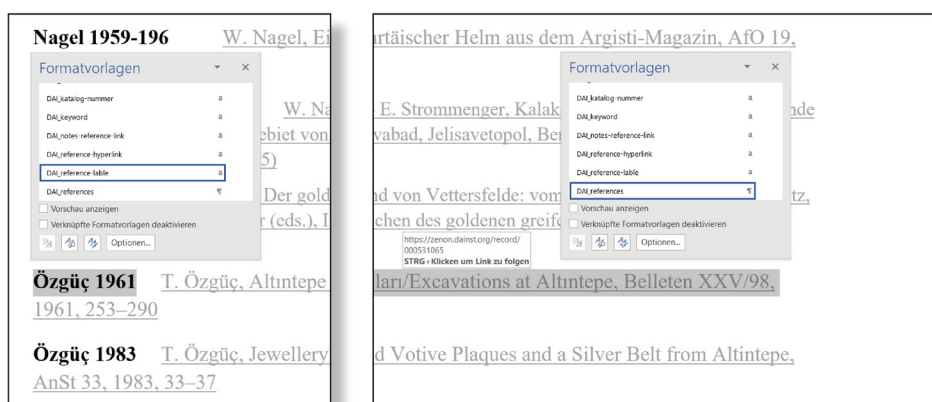 Nagel 1959-196 W. Nagel, Ei
rtäischer Helm aus dem Argisti-Magazin, AfO 19,
Formatvorlagen
DAI_katalog-nummer a
DAI_keyword a
DAI_notes-reference-link a
DAI_reference-hyperlink a
DAI_reference-lable a
DAI_references ¶
Vorschau anzeigen
Verknüpfte Formatvorlagen deaktivieren
Optionen...
Formatvorlagen
DAI_katalog-nummer a
DAI_keyword a
DAI_notes-reference-link a
DAI_reference-hyperlink a
DAI_reference-lable a
DAI_references ¶
Vorschau anzeigen
Verknüpfte Formatvorlagen deaktivieren
Optionen...
W. Na
E. Strommenger, Kalak
nde
ebiet von
vabad, Jelisavetopol, Ber
5)
Der gold
nd von Vettersfelde: vom
tz,
r (eds.), I
chen des goldenen greife
https://zenon.dainst.org/record/
000531065
STRG+Klicken um Link zu folgen
Özgüç 1961 T. Özgüç, Altıntepe
ları/Excavations at Altıntepe, Belleten XXV/98,
1961, 253–290
Özgüç 1983 T. Özgüç, Jewellery
d Votive Plaques and a Silver Belt from Altintepe,
AnSt 33, 1983, 33–37